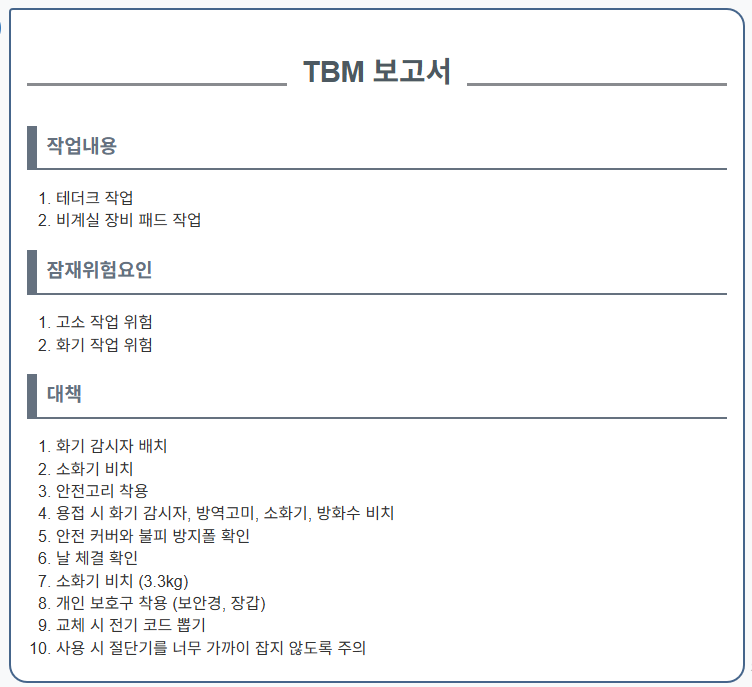 TBM 보고서
작업내용
1. 테더크 작업
2. 비계실 장비 패드 작업
잠재위험요인
1. 고소 작업 위험
2. 화기 작업 위험
대책
1. 화기 감시자 배치
2. 소화기 비치
3. 안전고리 착용
4. 용접 시 화기 감시자, 방역고미, 소화기, 방화수 비치
5. 안전 커버와 불피 방지폴 확인
6. 날 체결 확인
7. 소화기 비치 (3.3kg)
8. 개인 보호구 착용 (보안경, 장갑)
9. 교체 시 전기 코드 뽑기
10. 사용 시 절단기를 너무 가까이 잡지 않도록 주의